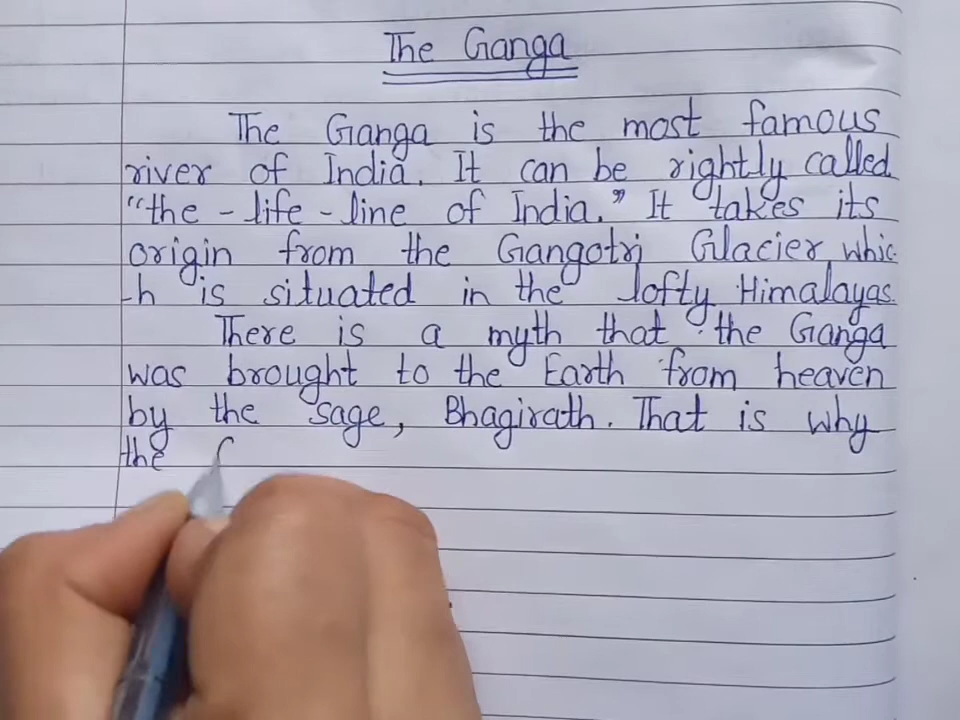 The Ganga
The Ganga is the most famous
river of India. It can be rightly called
"the - life - line of India." It takes its
origin from the Gangotri Glacier, whic
-h is situated in the lofty Himalayas.
There is a myth that the Ganga
was brought to the Earth from heaven
by the sage, Bhagirath. That is why
the